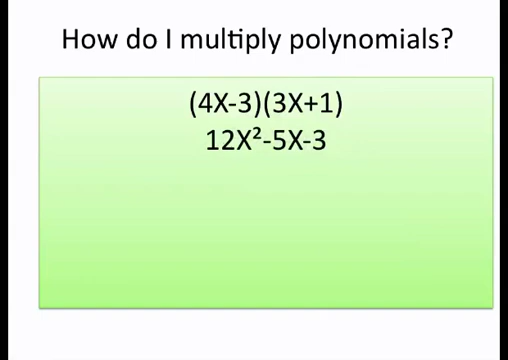 How do I multiply polynomials?
(4X-3)(3X+1)
12X²-5X-3